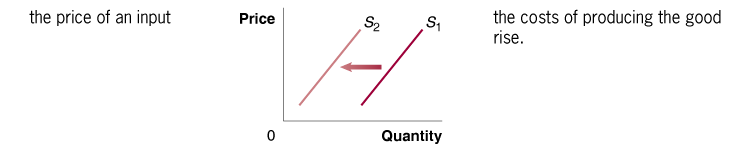 the price of an input
Price
S2
S1
0
Quantity
the costs of producing the good
rise.